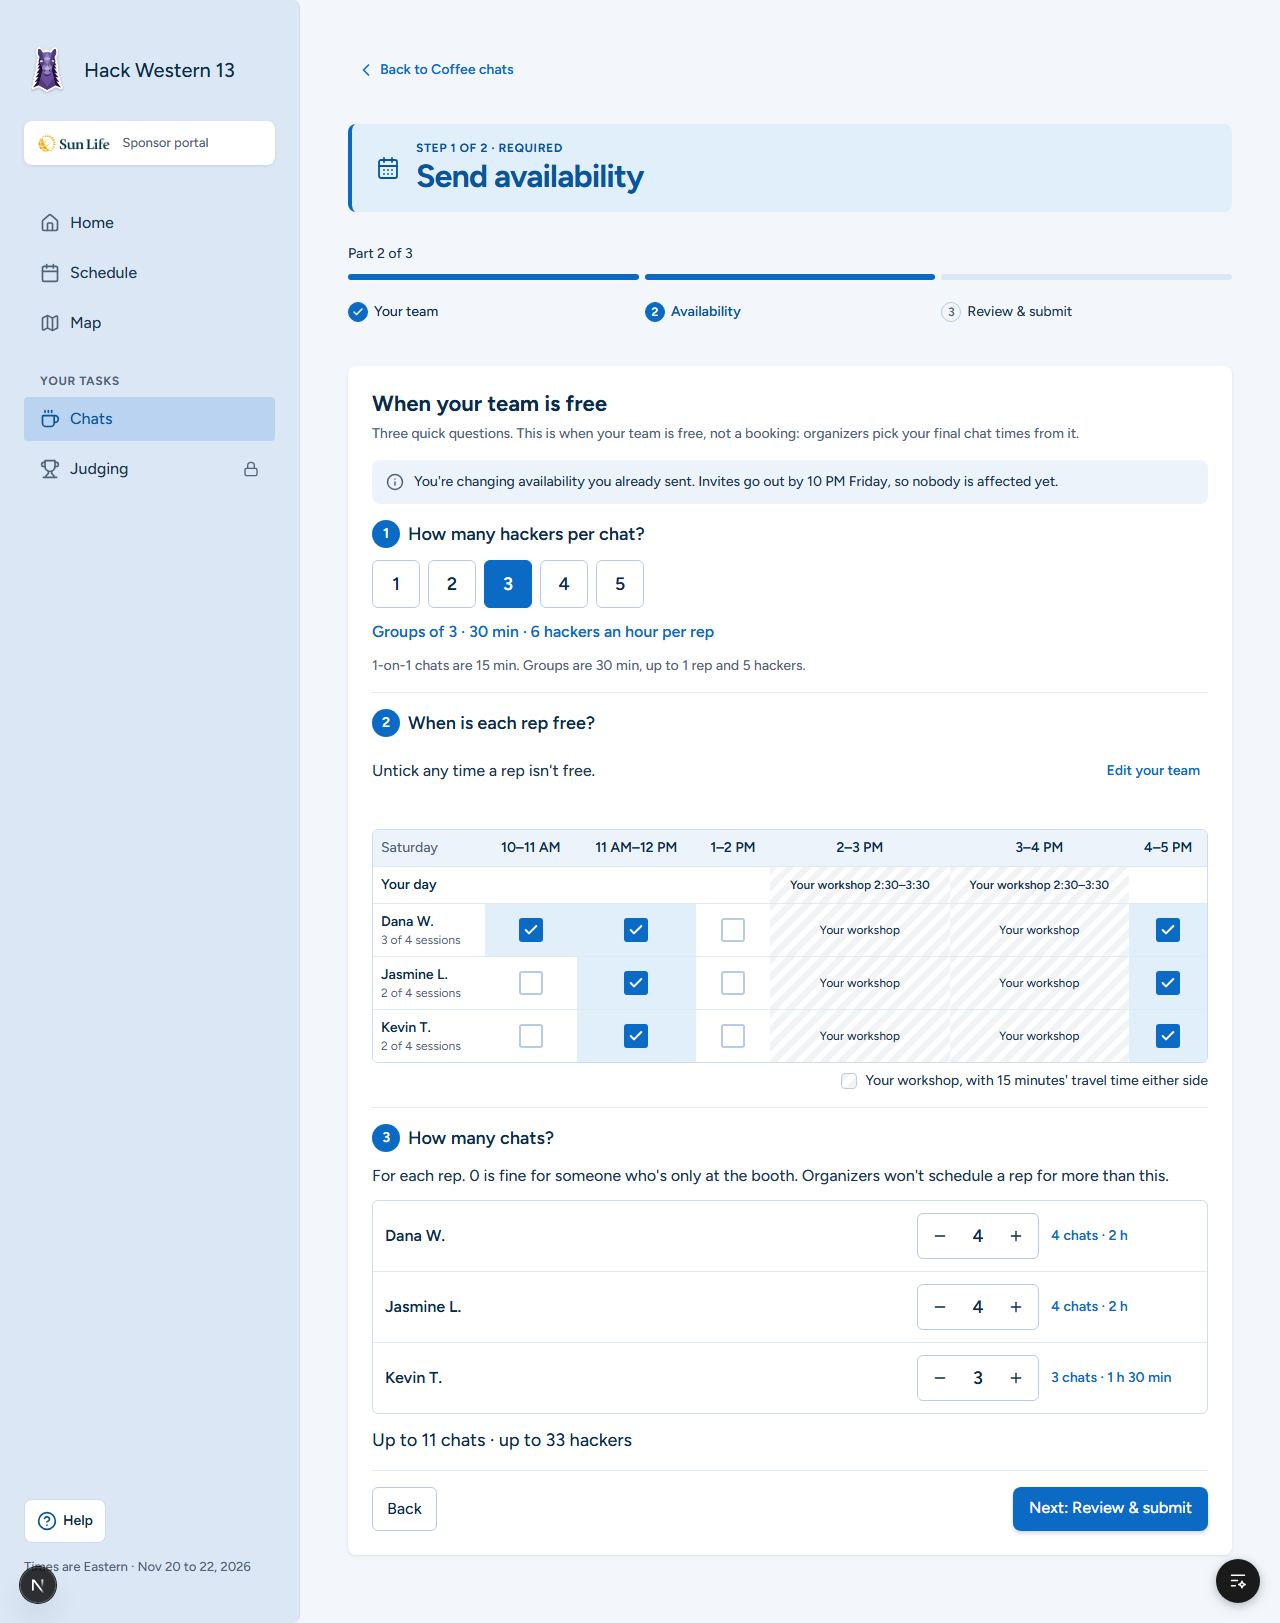 Hack Western 13
Sun Life Sponsor portal
Home
Schedule
Map
YOUR TASKS
Chats
Judging
Help
Times are Eastern · Nov 20 to 22, 2026
N
Back to Coffee chats
STEP 1 OF 2 · REQUIRED
Send availability
Part 2 of 3
Your team
2 Availability
3 Review & submit
When your team is free
Three quick questions. This is when your team is free, not a booking: organizers pick your final chat times from it.
You're changing availability you already sent. Invites go out by 10 PM Friday, so nobody is affected yet.
1 How many hackers per chat?
1 2 3 4 5
Groups of 3 · 30 min · 6 hackers an hour per rep
1-on-1 chats are 15 min. Groups are 30 min, up to 1 rep and 5 hackers.
2 When is each rep free?
Untick any time a rep isn't free. Edit your team
Saturday 10–11 AM 11 AM–12 PM 1–2 PM 2–3 PM 3–4 PM 4–5 PM
Your day Your workshop 2:30–3:30 Your workshop 2:30–3:30
Dana W. Your workshop Your workshop
3 of 4 sessions
Jasmine L. Your workshop Your workshop
2 of 4 sessions
Kevin T. Your workshop Your workshop
2 of 4 sessions
Your workshop, with 15 minutes' travel time either side
3 How many chats?
For each rep. 0 is fine for someone who's only at the booth. Organizers won't schedule a rep for more than this.
Dana W. − 4 + 4 chats · 2 h
Jasmine L. − 4 + 4 chats · 2 h
Kevin T. − 3 + 3 chats · 1 h 30 min
Up to 11 chats · up to 33 hackers
Back Next: Review & submit